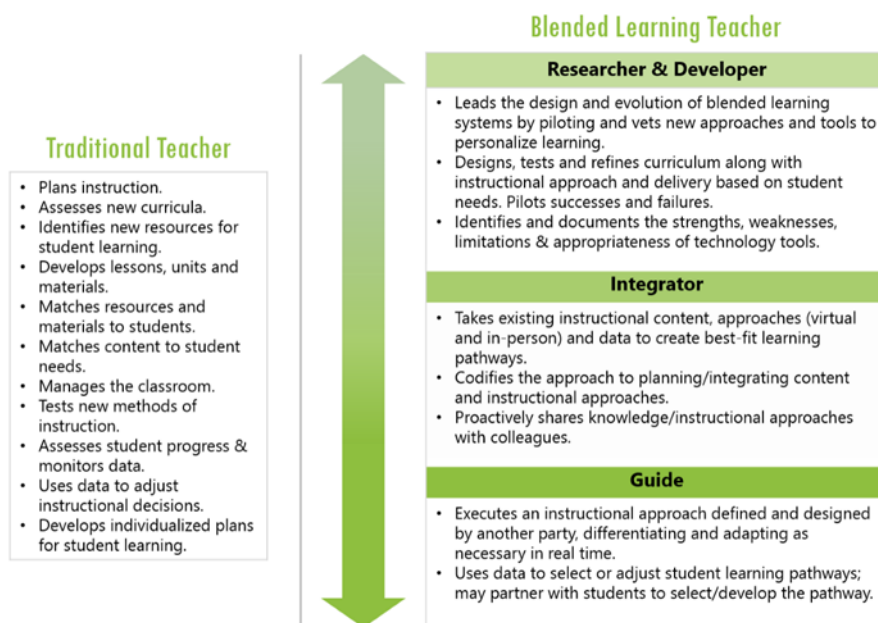 Traditional Teacher
• Plans instruction.
• Assesses new curricula.
• Identifies new resources for
student learning.
• Develops lessons, units and
materials.
• Matches resources and
materials to students.
• Matches content to student
needs.
• Manages the classroom.
• Tests new methods of
instruction.
• Assesses student progress &
monitors data.
• Uses data to adjust
instructional decisions.
• Develops individualized plans
for student learning.
Blended Learning Teacher
Researcher & Developer
• Leads the design and evolution of blended learning
systems by piloting and vets new approaches and tools to
personalize learning.
• Designs, tests and refines curriculum along with
instructional approach and delivery based on student
needs. Pilots successes and failures.
• Identifies and documents the strengths, weaknesses,
limitations & appropriateness of technology tools.
Integrator
• Takes existing instructional content, approaches (virtual
and in-person) and data to create best-fit learning
pathways.
• Codifies the approach to planning/integrating content
and instructional approaches.
• Proactively shares knowledge/instructional approaches
with colleagues.
Guide
• Executes an instructional approach defined and designed
by another party, differentiating and adapting as
necessary in real time.
• Uses data to select or adjust student learning pathways;
may partner with students to select/develop the pathway.